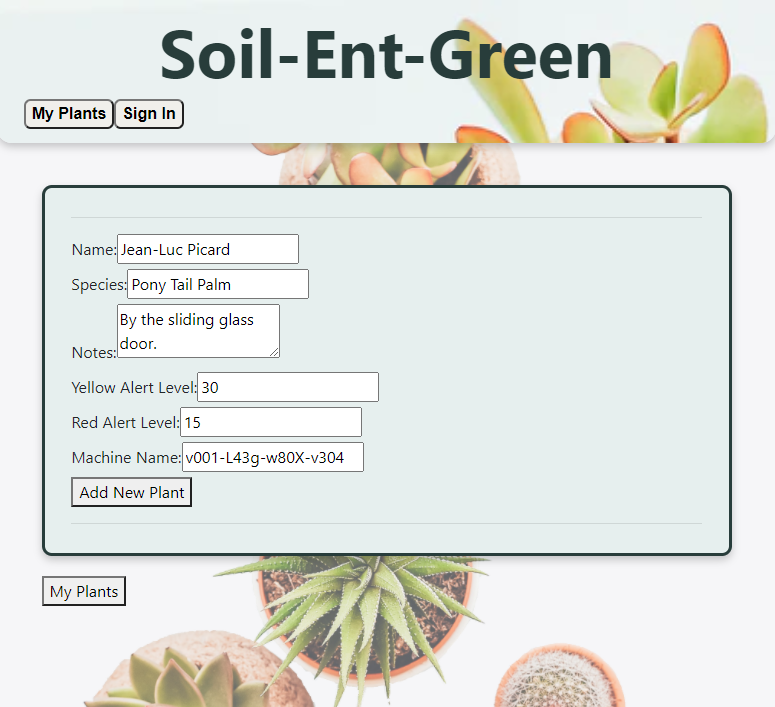 Soil-Ent-Green
My Plants Sign In
Name: Jean-Luc Picard
Species: Pony Tail Palm
Notes: By the sliding glass
door.
Yellow Alert Level: 30
Red Alert Level: 15
Machine Name: v001-L43g-w80X-v304
Add New Plant
My Plants